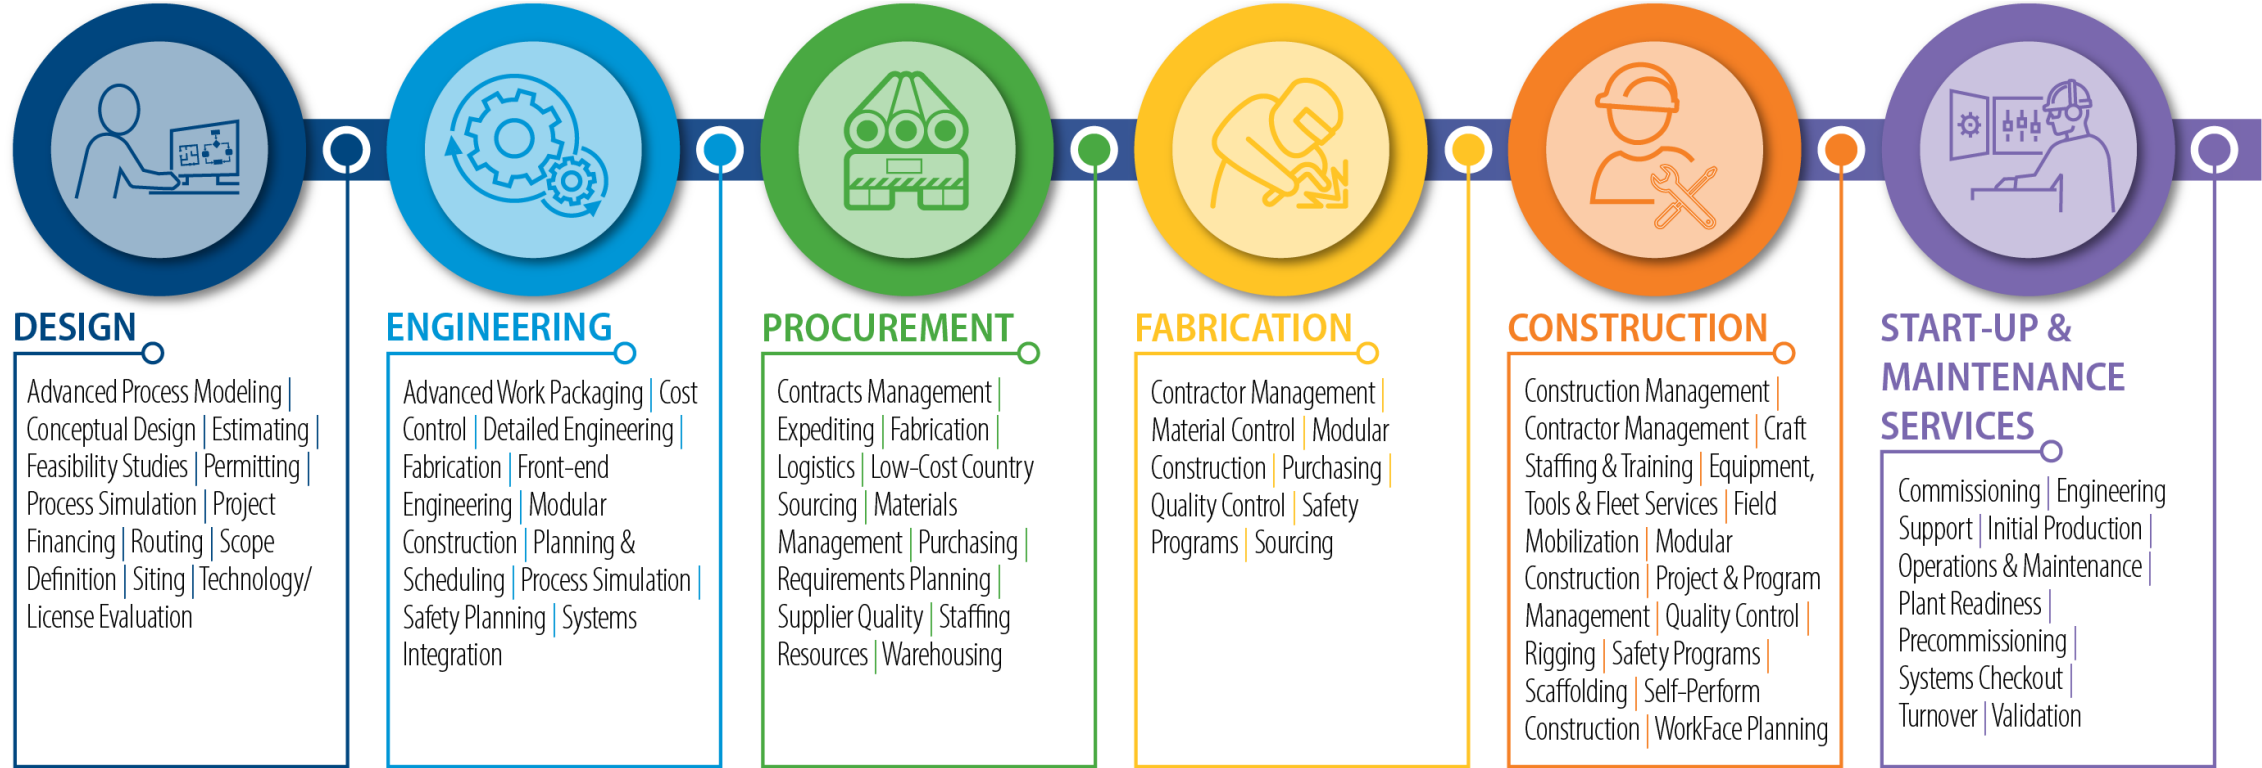 DESIGN
Advanced Process Modeling |
Conceptual Design | Estimating |
Feasibility Studies | Permitting |
Process Simulation | Project
Financing | Routing | Scope
Definition | Siting | Technology/
License Evaluation
ENGINEERING
Advanced Work Packaging | Cost
Control | Detailed Engineering |
Fabrication | Front-end
Engineering | Modular
Construction | Planning &
Scheduling | Process Simulation |
Safety Planning | Systems
Integration
PROCUREMENT
Contracts Management |
Expediting | Fabrication |
Logistics | Low-Cost Country
Sourcing | Materials
Management | Purchasing |
Requirements Planning |
Supplier Quality | Staffing
Resources | Warehousing
FABRICATION
Contractor Management |
Material Control | Modular
Construction | Purchasing |
Quality Control | Safety
Programs | Sourcing
CONSTRUCTION
Construction Management |
Contractor Management | Craft
Staffing & Training | Equipment,
Tools & Fleet Services | Field
Mobilization | Modular
Construction | Project & Program
Management | Quality Control |
Rigging | Safety Programs |
Scaffolding | Self-Perform
Construction | WorkFace Planning
START-UP &
MAINTENANCE
SERVICES
Commissioning | Engineering
Support | Initial Production |
Operations & Maintenance |
Plant Readiness |
Precommissioning |
Systems Checkout |
Turnover | Validation